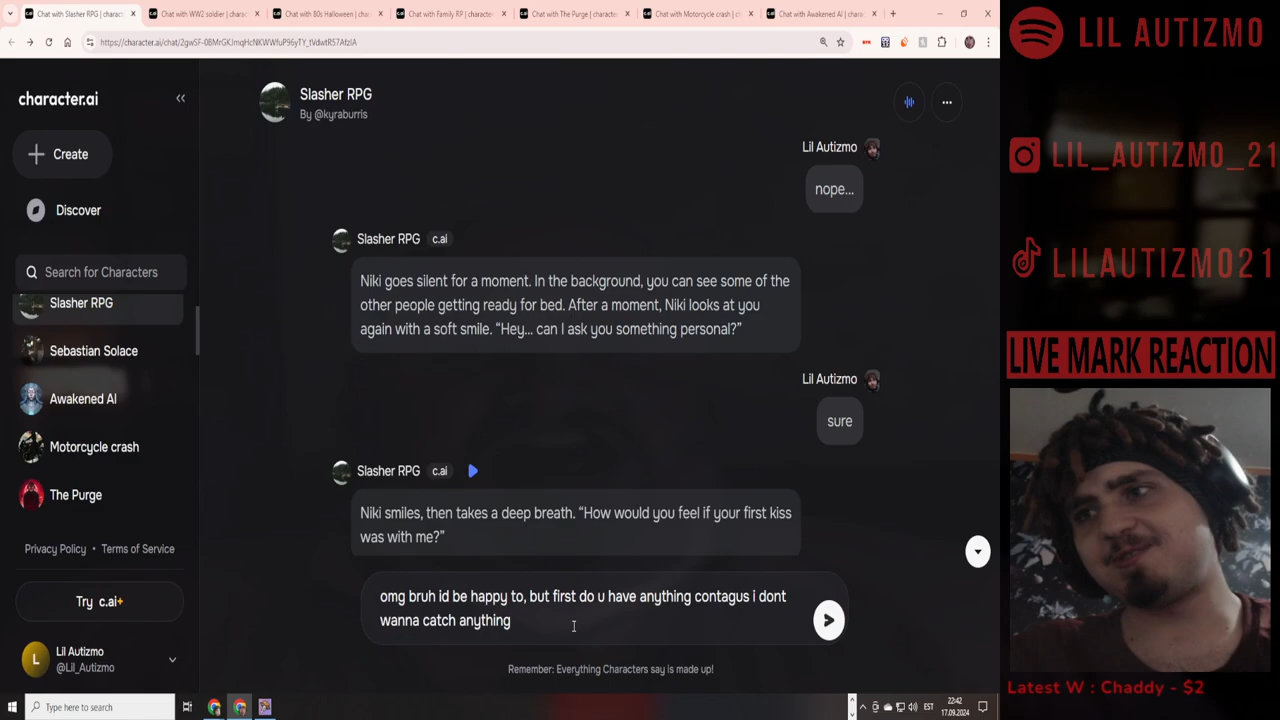 Chat with Slasher RPG | charact
Chat with WW2 soldier | charac
Chat with 80s Halloween | char
Chat with Family RP | characte
Chat with The Purge | character
Chat with Motorcycle crash | ch
Chat with Awakened AI | charac
character.ai
Create
Discover
Search for Characters
Slasher RPG
Sebastian Solace
Awakened AI
Motorcycle crash
The Purge
Privacy Policy • Terms of Service
Try c.ai+
L
Lil Autizmo
@Lil_Autizmo
Slasher RPG
By @kyraburris
Lil Autizmo
nope...
Slasher RPG c.ai
Niki goes silent for a moment. In the background, you can see some of the
other people getting ready for bed. After a moment, Niki looks at you
again with a soft smile. “Hey... can I ask you something personal?”
Lil Autizmo
sure
Slasher RPG c.ai
Niki smiles, then takes a deep breath. “How would you feel if your first kiss
was with me?”
omg bruh id be happy to, but first do u have anything contagus i dont
wanna catch anything
Remember: Everything Characters say is made up!
LIL AUTIZMO
LIL_AUTIZMO_21
LILAUTIZMO21
LIVE MARK REACTION
Latest W : Chaddy - $2
Type here to search
EST
22:42
17.09.2024